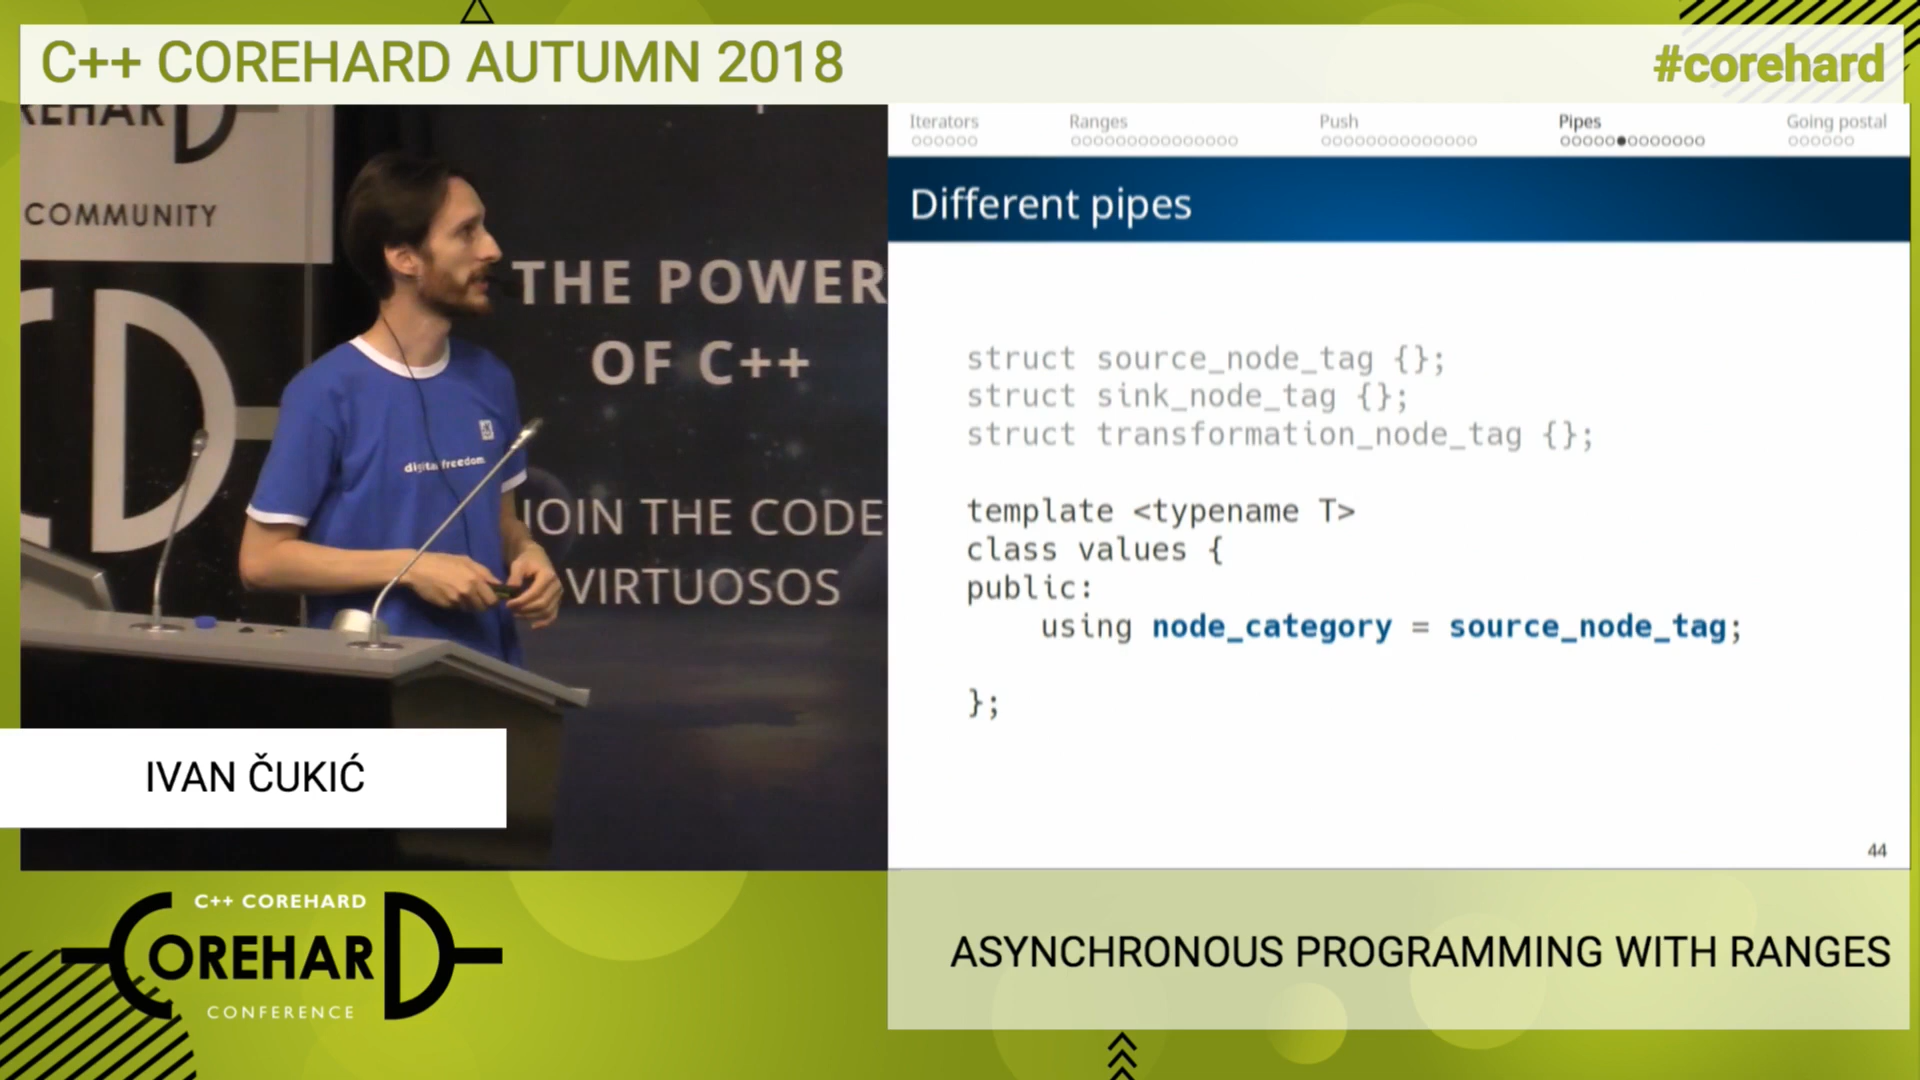 C++ COREHARD AUTUMN 2018
#corehard
COMMUNITY
THE POWER
OF C++
JOIN THE CODE
VIRTUOSOS
digital freedom.
IVAN ČUKIĆ
Iterators
Ranges
Push
Pipes
Going postal
Different pipes
struct source_node_tag {};
struct sink_node_tag {};
struct transformation_node_tag {};
template <typename T>
class values {
public:
    using node_category = source_node_tag;
};
44
C++ COREHARD
COREHARD
CONFERENCE
ASYNCHRONOUS PROGRAMMING WITH RANGES